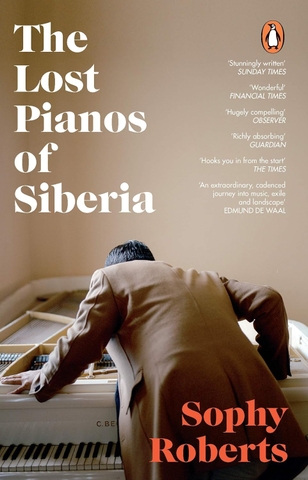 The
Lost
Pianos
of
Siberia
‘Stunningly written’
SUNDAY TIMES
‘Wonderful’
FINANCIAL TIMES
‘Hugely compelling’
OBSERVER
‘Richly absorbing’
GUARDIAN
‘Hooks you in from the start’
THE TIMES
‘An extraordinary, cadenced
journey into music, exile
and landscape’
EDMUND DE WAAL
C. BE
Sophy
Roberts